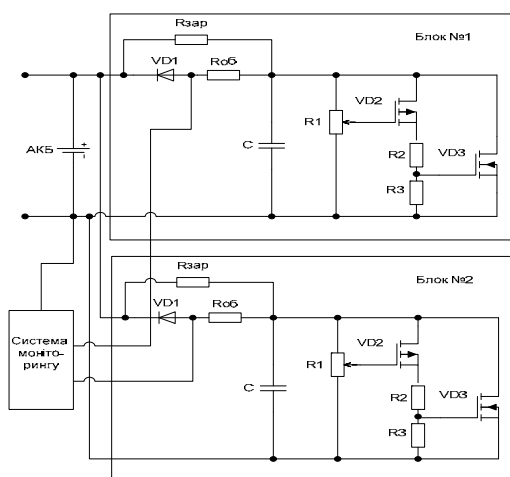 Rзар
Блок №1
VD1
Rоб
VD2
R1
АКБ
+
R2
VD3
C
R3
Rзар
Блок №2
VD1
Rоб
Система
моніто-
рингу
VD2
R1
R2
VD3
C
R3